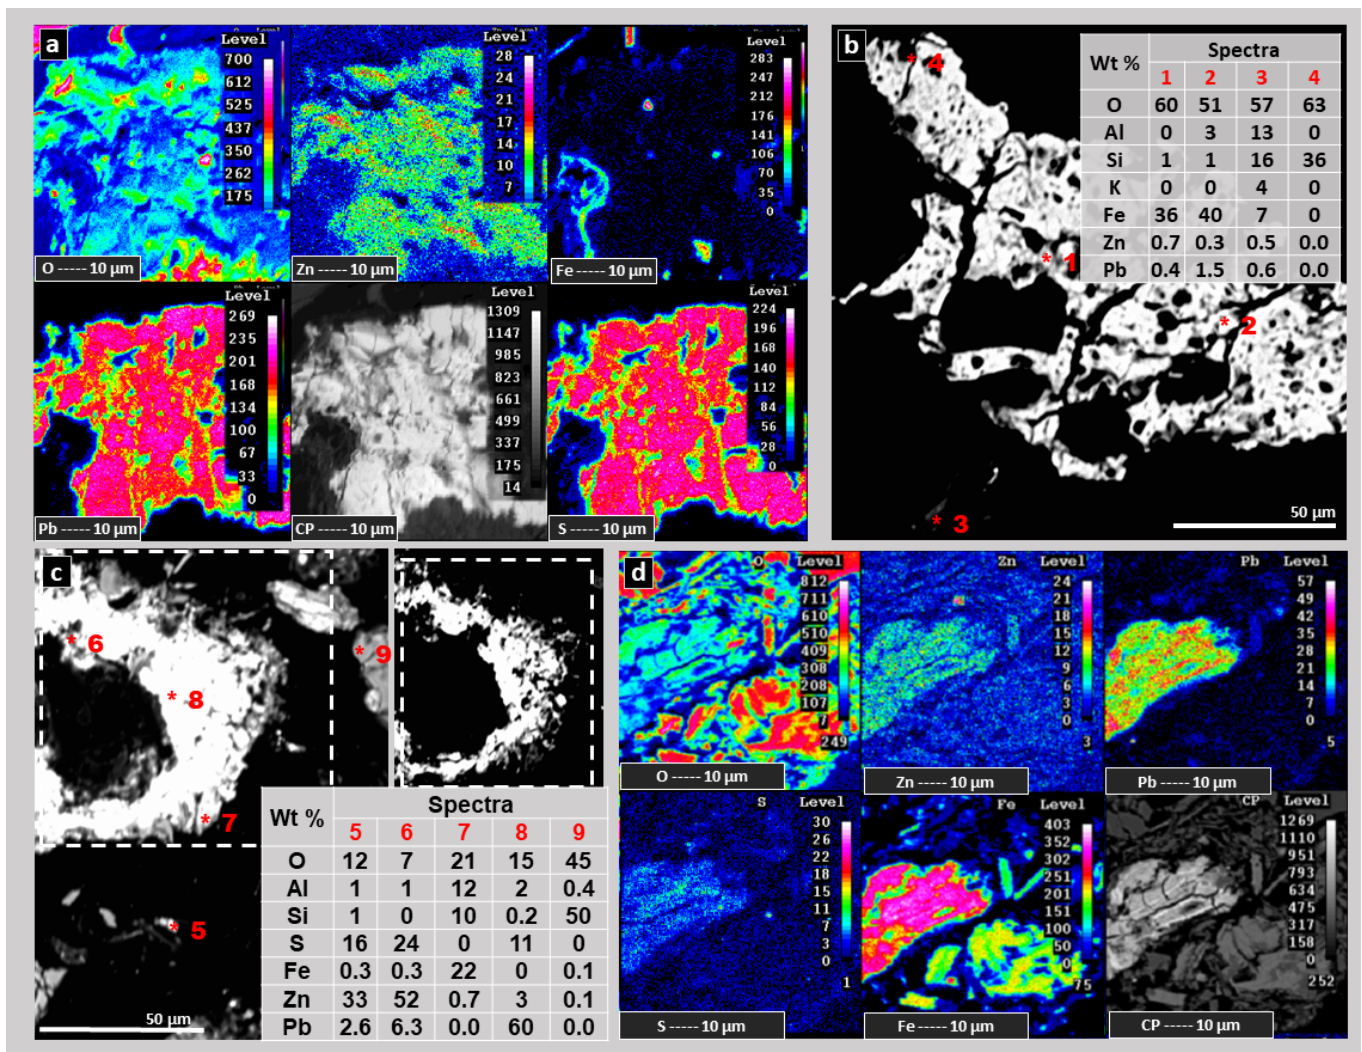 a
Level
700
612
525
437
350
262
175
O ----- 10 µm
Level
28
24
21
17
14
10
7
Zn ----- 10 µm
Level
283
247
212
176
141
106
70
35
0
Fe ----- 10 µm
Level
269
235
201
168
134
100
67
33
0
Pb ----- 10 µm
Level
1309
1147
985
823
661
499
337
175
14
CP ----- 10 µm
Level
224
196
168
140
112
84
56
28
0
S ----- 10 µm
b
Wt % Spectra
1 2 3 4
O 60 51 57 63
Al 0 3 13 0
Si 1 1 16 36
K 0 0 4 0
Fe 36 40 7 0
Zn 0.7 0.3 0.5 0.0
Pb 0.4 1.5 0.6 0.0
* 4
* 1
* 2
* 3
50 µm
c
* 6
* 9
* 8
* 7
* 5
50 µm
Wt % Spectra
5 6 7 8 9
O 12 7 21 15 45
Al 1 1 12 2 0.4
Si 1 0 10 0.2 50
S 16 24 0 11 0
Fe 0.3 0.3 22 0 0.1
Zn 33 52 0.7 3 0.1
Pb 2.6 6.3 0.0 60 0.0
d
O Level
812
711
610
510
409
308
208
107
7
249
O ----- 10 µm
Zn Level
24
21
18
15
12
9
6
3
0
3
Zn ----- 10 µm
Pb Level
57
49
42
35
28
21
14
7
0
5
Pb ----- 10 µm
S Level
30
26
22
18
15
11
7
3
0
1
S ----- 10 µm
Fe Level
403
352
302
251
201
151
100
50
0
75
Fe ----- 10 µm
CP Level
1269
1110
951
793
634
475
317
158
0
252
CP ----- 10 µm